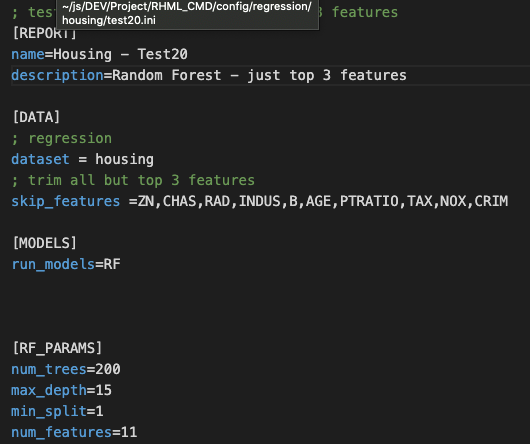 ~/js/DEV/Project/RHML_CMD/config/regression/
housing/test20.ini
; tes 3 features
[REPORT]
name=Housing - Test20
description=Random Forest - just top 3 features
[DATA]
; regression
dataset = housing
; trim all but top 3 features
skip_features =ZN,CHAS,RAD,INDUS,B,AGE,PTRATIO,TAX,NOX,CRIM
[MODELS]
run_models=RF
[RF_PARAMS]
num_trees=200
max_depth=15
min_split=1
num_features=11